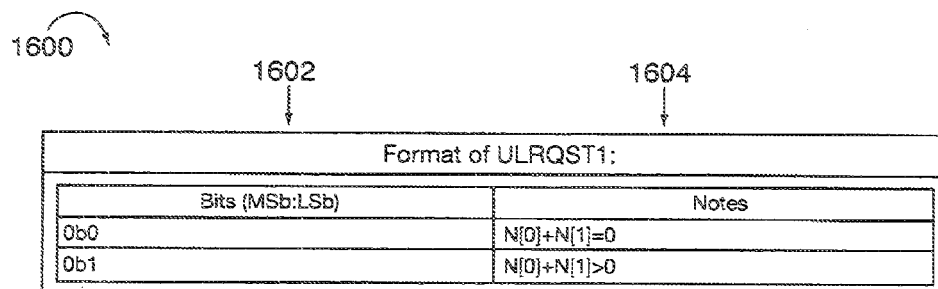 1600
1602 1604
Format of ULRQST1:
Bits (MSb:LSb) Notes
0b0 N[0]+N[1]=0
0b1 N[0]+N[1]>0